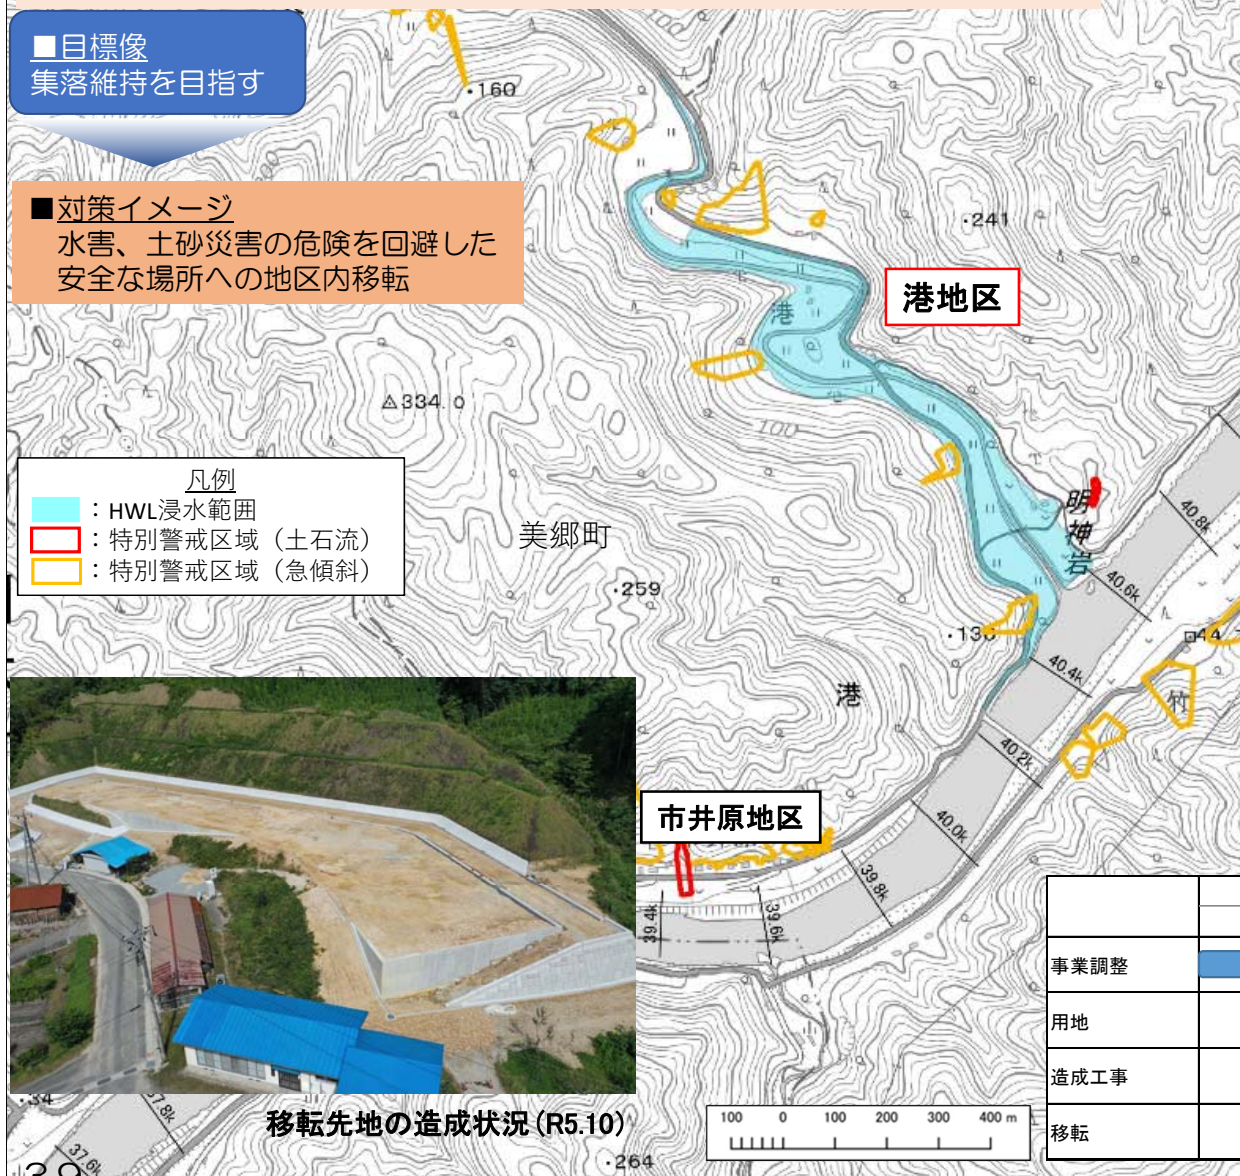 ■目標像
集落維持を目指す
■対策イメージ
水害、土砂災害の危険を回避した
安全な場所への地区内移転
・160
・241
港地区
港
△334.0
100
凡例
：HWL浸水範囲
：特別警戒区域（土石流）
：特別警戒区域（急傾斜）
美郷町
明神岩
40.8k
40.6k
・259
40.4k
竹
港
40.2k
市井原地区
40.0k
39.8k
39.6k
39.4k
事業調整
用地
造成工事
移転
移転先地の造成状況(R5.10)
100 0 100 200 300 400 m
37.6k
・264